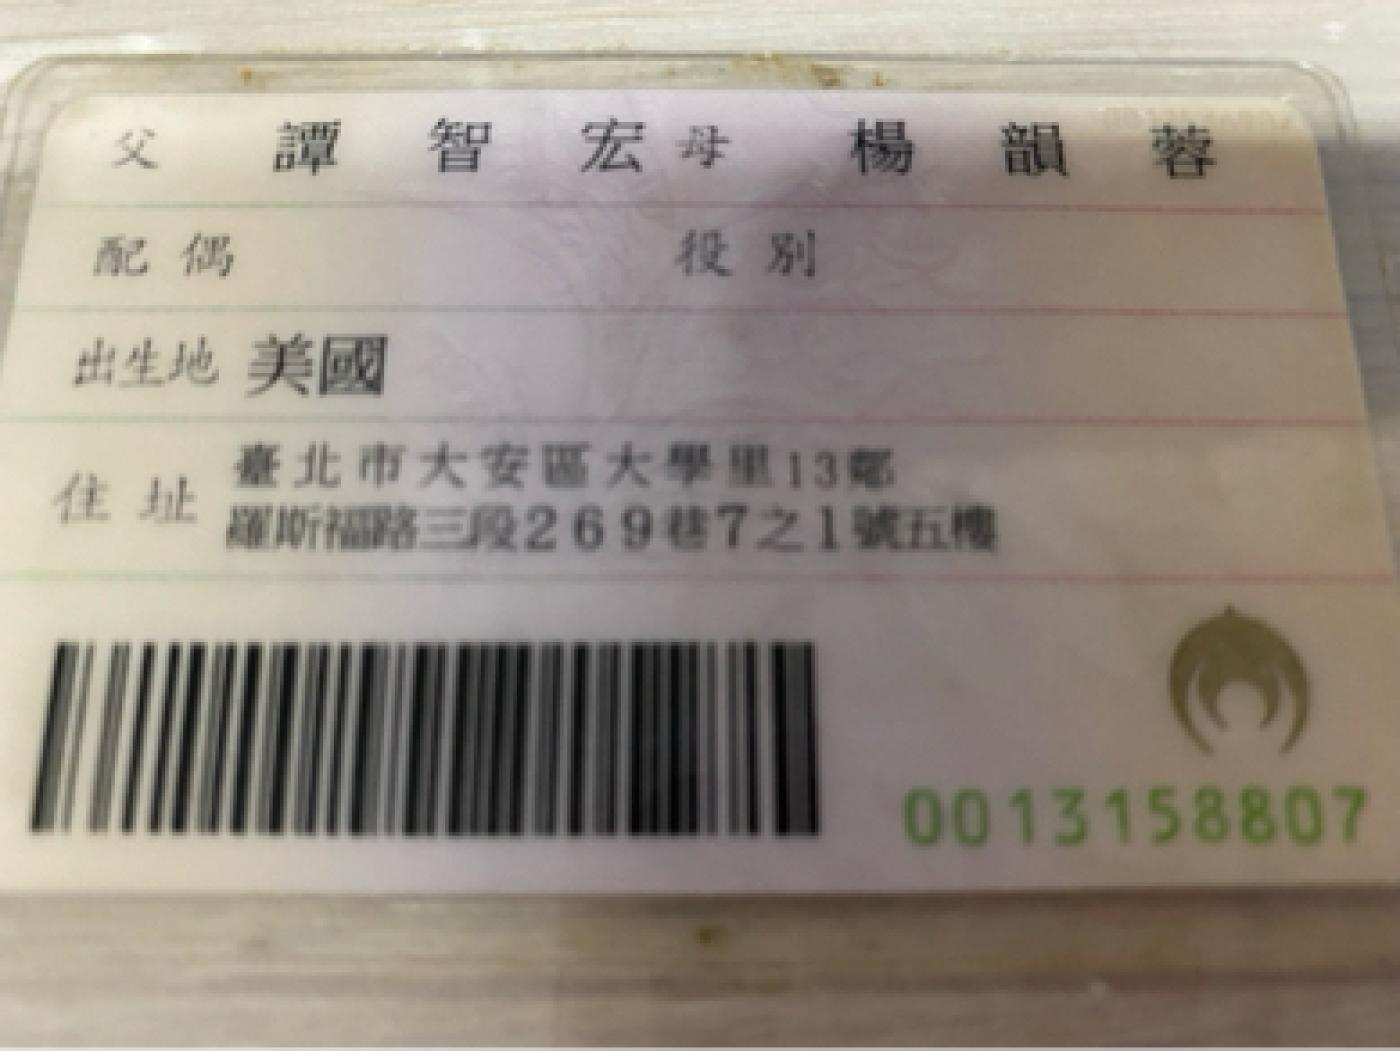 父 譚智宏 母 楊韻蓉
配偶 役別
出生地 美國
住址 臺北市大安區大學里13鄰
羅斯福路三段269巷7之1號五樓
0013158807